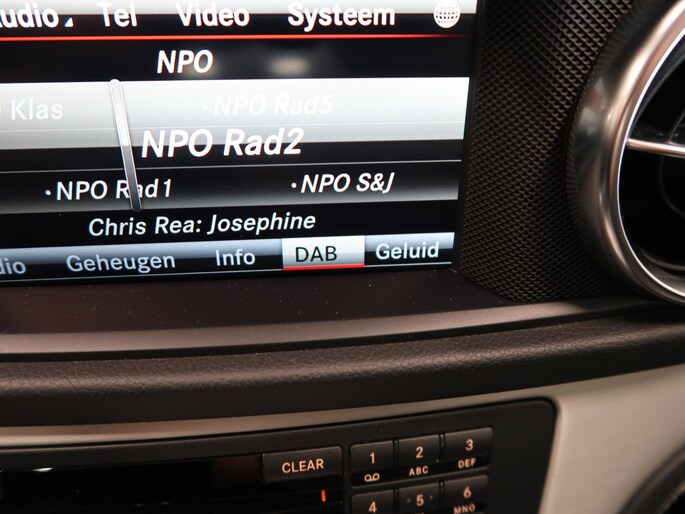 Tel Video Systeem
NPO
Klas NPO Rad5
NPO Rad2
NPO Rad1 NPO S&J
Chris Rea: Josephine
Geheugen Info DAB Geluid
CLEAR 1 2 ABC 3 DEF
4 5 6 MNO